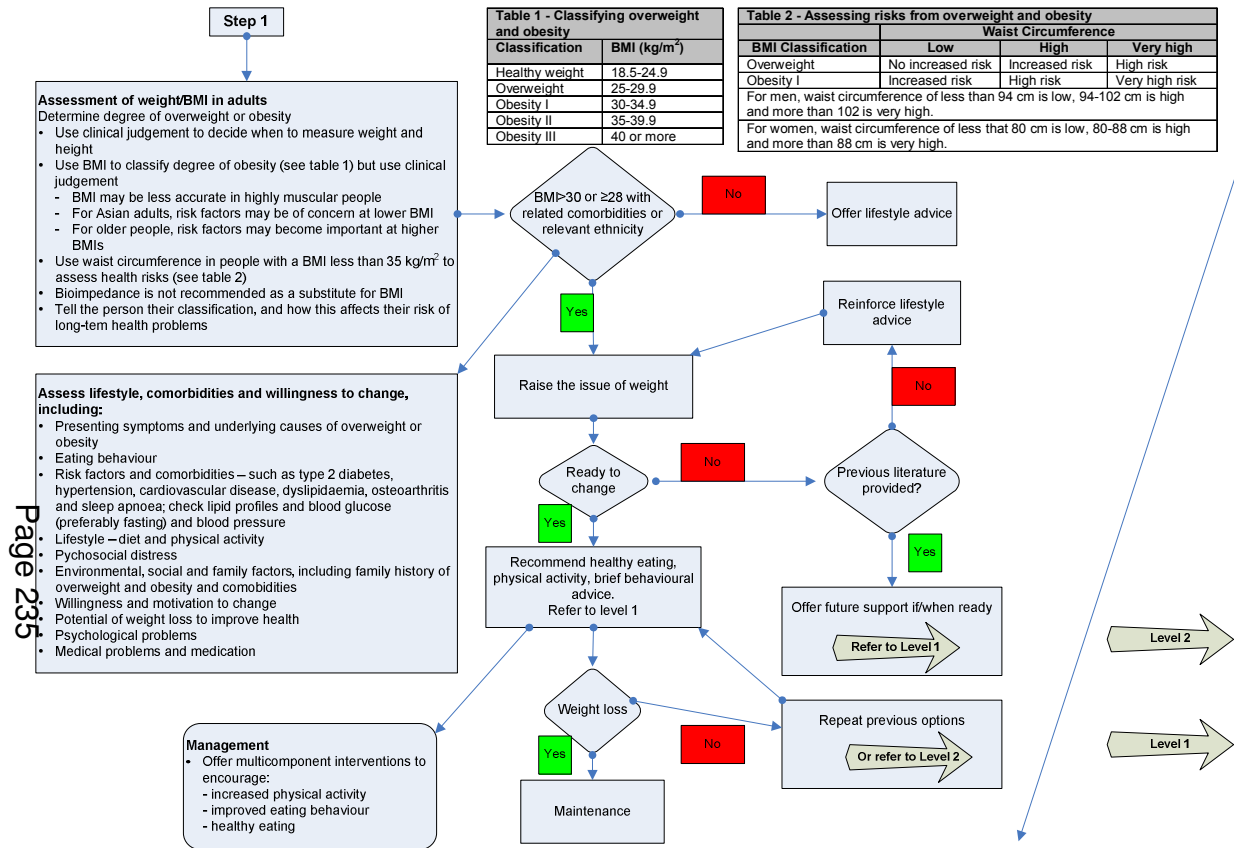 Step 1
Table 1 - Classifying overweight
and obesity
Classification BMI (kg/m2)
Healthy weight 18.5-24.9
Overweight 25-29.9
Obesity I 30-34.9
Obesity II 35-39.9
Obesity III 40 or more
Table 2 - Assessing risks from overweight and obesity
Waist Circumference
BMI Classification Low High Very high
Overweight No increased risk Increased risk High risk
Obesity I Increased risk High risk Very high risk
For men, waist circumference of less than 94 cm is low, 94-102 cm is high
and more than 102 is very high.
For women, waist circumference of less that 80 cm is low, 80-88 cm is high
and more than 88 cm is very high.
Assessment of weight/BMI in adults
Determine degree of overweight or obesity
• Use clinical judgement to decide when to measure weight and
height
• Use BMI to classify degree of obesity (see table 1) but use clinical
judgement
- BMI may be less accurate in highly muscular people
- For Asian adults, risk factors may be of concern at lower BMI
- For older people, risk factors may become important at higher
BMIs
• Use waist circumference in people with a BMI less than 35 kg/m2 to
assess health risks (see table 2)
• Bioimpedance is not recommended as a substitute for BMI
• Tell the person their classification, and how this affects their risk of
long-tem health problems
BMI>30 or ≥28 with
related comorbidities or
relevant ethnicity
No
Offer lifestyle advice
Yes
Reinforce lifestyle
advice
Raise the issue of weight
No
Assess lifestyle, comorbidities and willingness to change,
including:
• Presenting symptoms and underlying causes of overweight or
obesity
• Eating behaviour
• Risk factors and comorbidities – such as type 2 diabetes,
hypertension, cardiovascular disease, dyslipidaemia, osteoarthritis
and sleep apnoea; check lipid profiles and blood glucose
(preferably fasting) and blood pressure
• Lifestyle – diet and physical activity
• Pychosocial distress
• Environmental, social and family factors, including family history of
overweight and obesity and comobidities
• Willingness and motivation to change
• Potential of weight loss to improve health
• Psychological problems
• Medical problems and medication
Page 235
Ready to
change
No
Previous literature
provided?
Yes
Yes
Recommend healthy eating,
physical activity, brief behavioural
advice.
Refer to level 1
Offer future support if/when ready
Refer to Level 1
Level 2
Weight loss
No
Repeat previous options
Or refer to Level 2
Level 1
Yes
Maintenance
Management
• Offer multicomponent interventions to
encourage:
- increased physical activity
- improved eating behaviour
- healthy eating